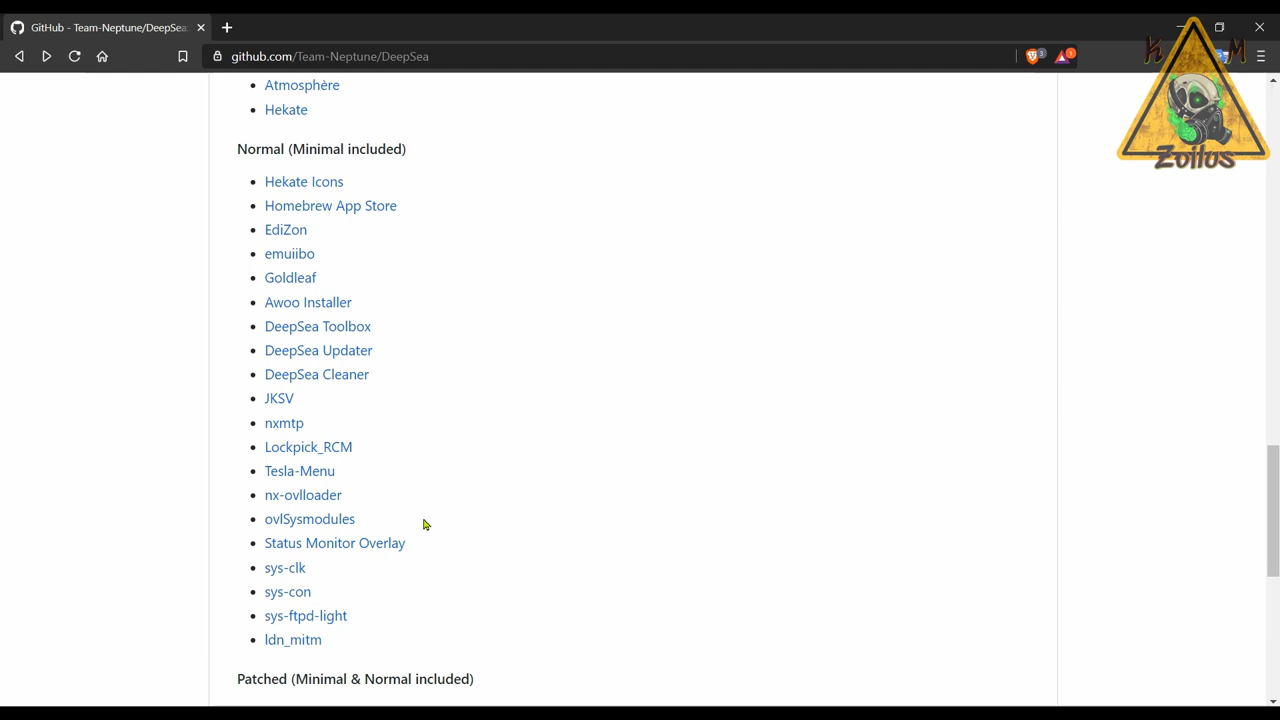 GitHub - Team-Neptune/DeepSea:
github.com/Team-Neptune/DeepSea
3
1
K M
Zoilus
Atmosphère
Hekate
Normal (Minimal included)
Hekate Icons
Homebrew App Store
EdiZon
emuiibo
Goldleaf
Awoo Installer
DeepSea Toolbox
DeepSea Updater
DeepSea Cleaner
JKSV
nxmtp
Lockpick_RCM
Tesla-Menu
nx-ovlloader
ovlSysmodules
Status Monitor Overlay
sys-clk
sys-con
sys-ftpd-light
ldn_mitm
Patched (Minimal & Normal included)